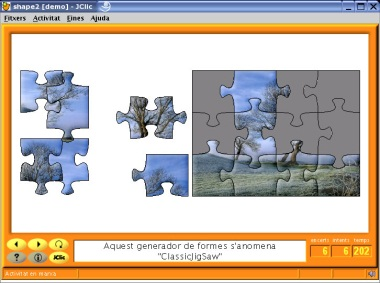 shape2 [demo] - JClic
Fitxers Activitat Eines Ajuda
encerts intents temps
6 6 202
JClic
Aquest generador de formes s'anomena
"ClassicJigSaw"
Activitat en marxa